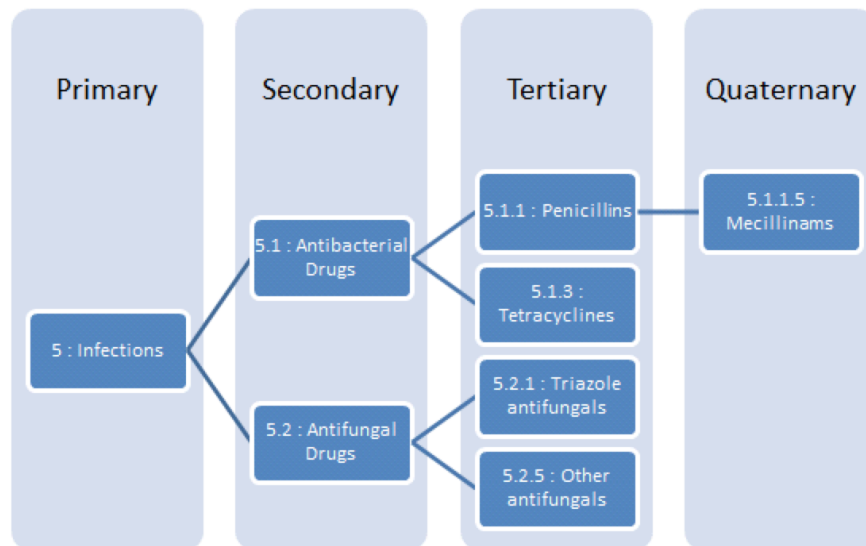 Primary
Secondary
Tertiary
Quaternary
5 : Infections
5.1 : Antibacterial
Drugs
5.2 : Antifungal
Drugs
5.1.1 : Penicillins
5.1.3 :
Tetracyclines
5.2.1 : Triazole
antifungals
5.2.5 : Other
antifungals
5.1.1.5 :
Mecillinams